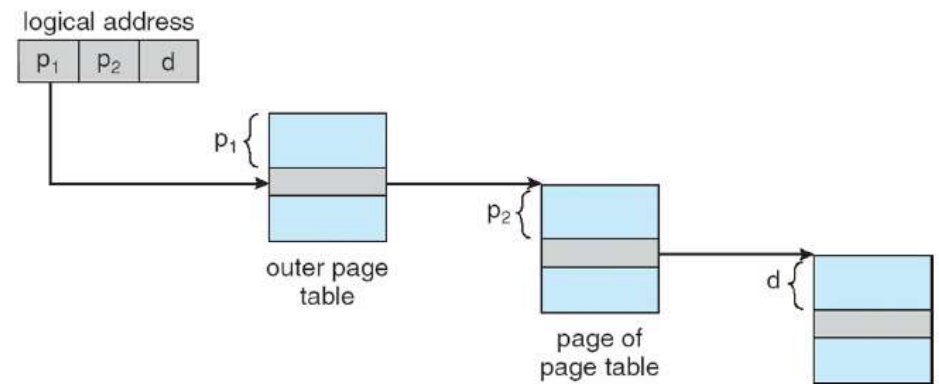 logical address
p₁ p₂ d
p₁
outer page
table
p₂
page of
page table
d